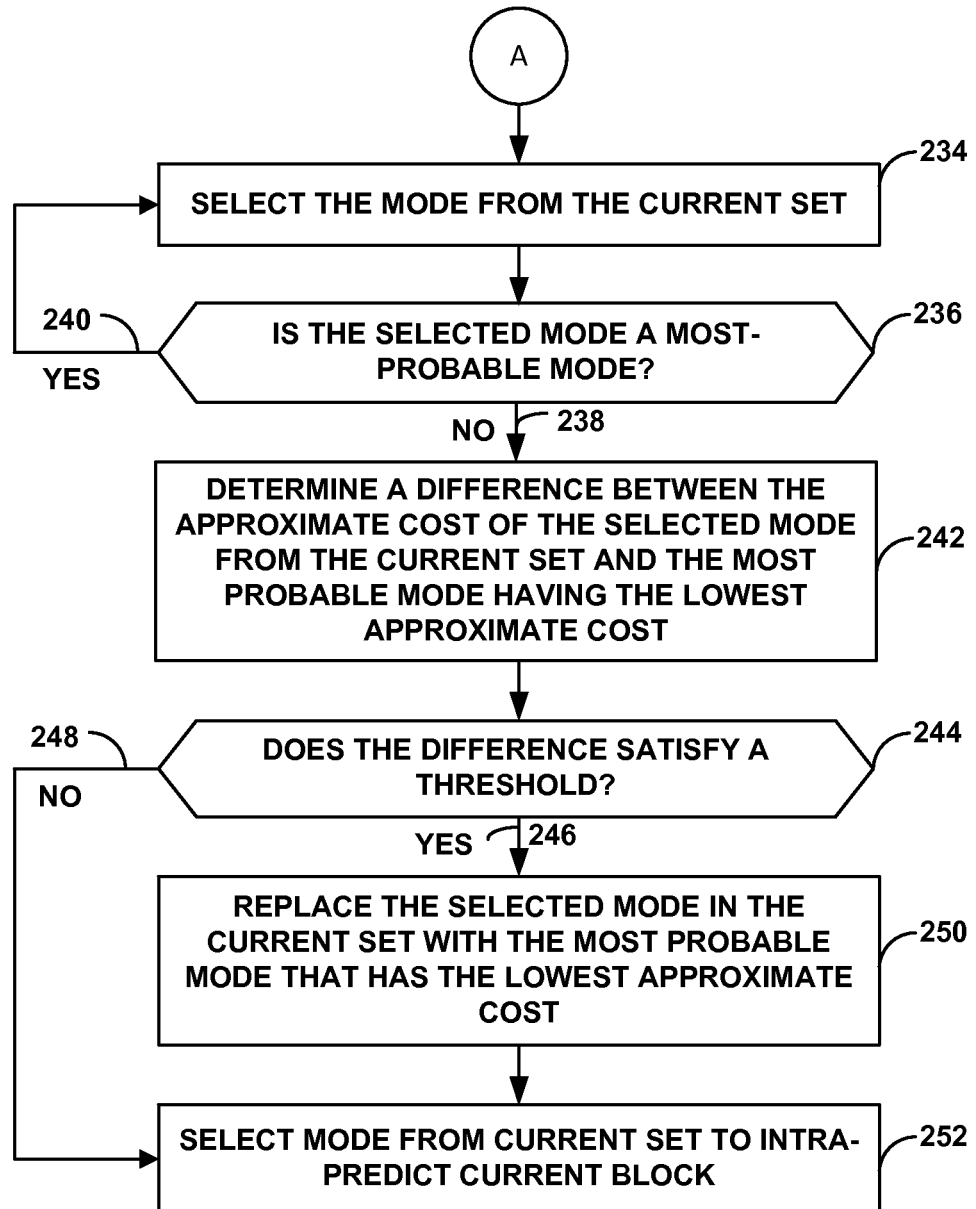 A
234
SELECT THE MODE FROM THE CURRENT SET
240
IS THE SELECTED MODE A MOST-
PROBABLE MODE?
236
YES
NO
238
DETERMINE A DIFFERENCE BETWEEN THE
APPROXIMATE COST OF THE SELECTED MODE
FROM THE CURRENT SET AND THE MOST
PROBABLE MODE HAVING THE LOWEST
APPROXIMATE COST
242
248
DOES THE DIFFERENCE SATISFY A
THRESHOLD?
244
NO
YES
246
REPLACE THE SELECTED MODE IN THE
CURRENT SET WITH THE MOST PROBABLE
MODE THAT HAS THE LOWEST APPROXIMATE
COST
250
SELECT MODE FROM CURRENT SET TO INTRA-
PREDICT CURRENT BLOCK
252